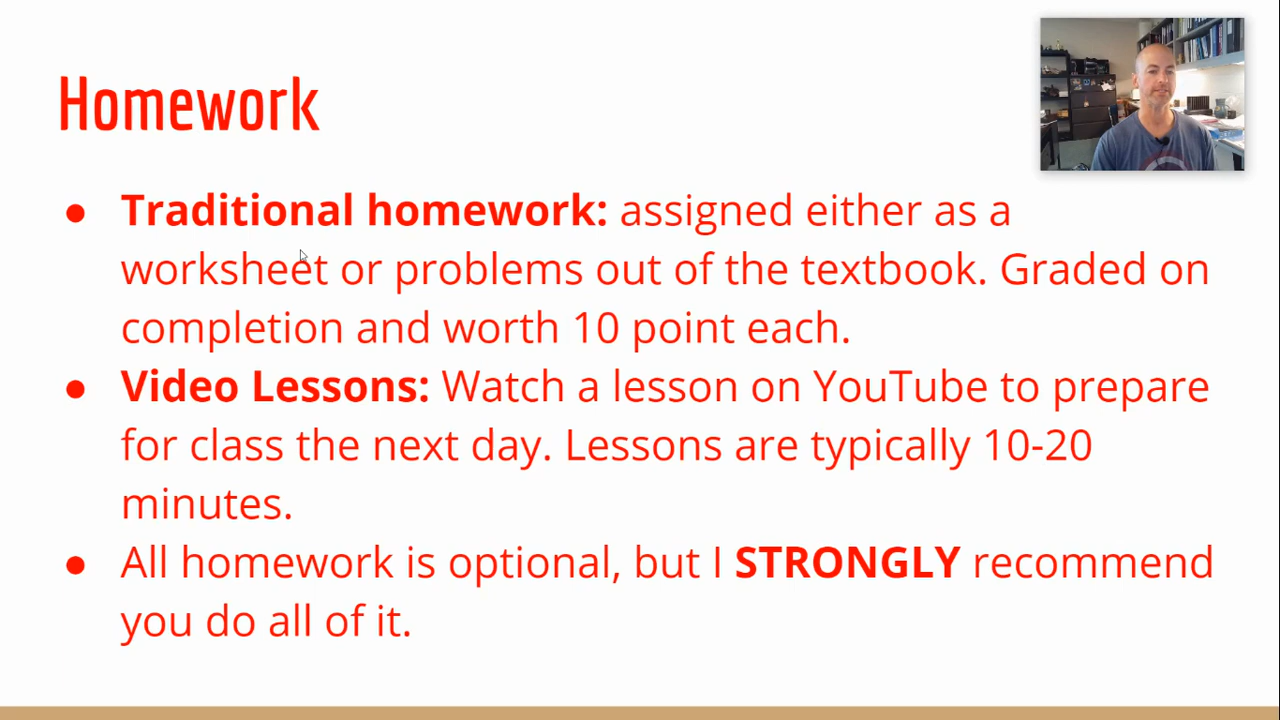 Homework
● Traditional homework: assigned either as a
worksheet or problems out of the textbook. Graded on
completion and worth 10 point each.
● Video Lessons: Watch a lesson on YouTube to prepare
for class the next day. Lessons are typically 10-20
minutes.
● All homework is optional, but I STRONGLY recommend
you do all of it.